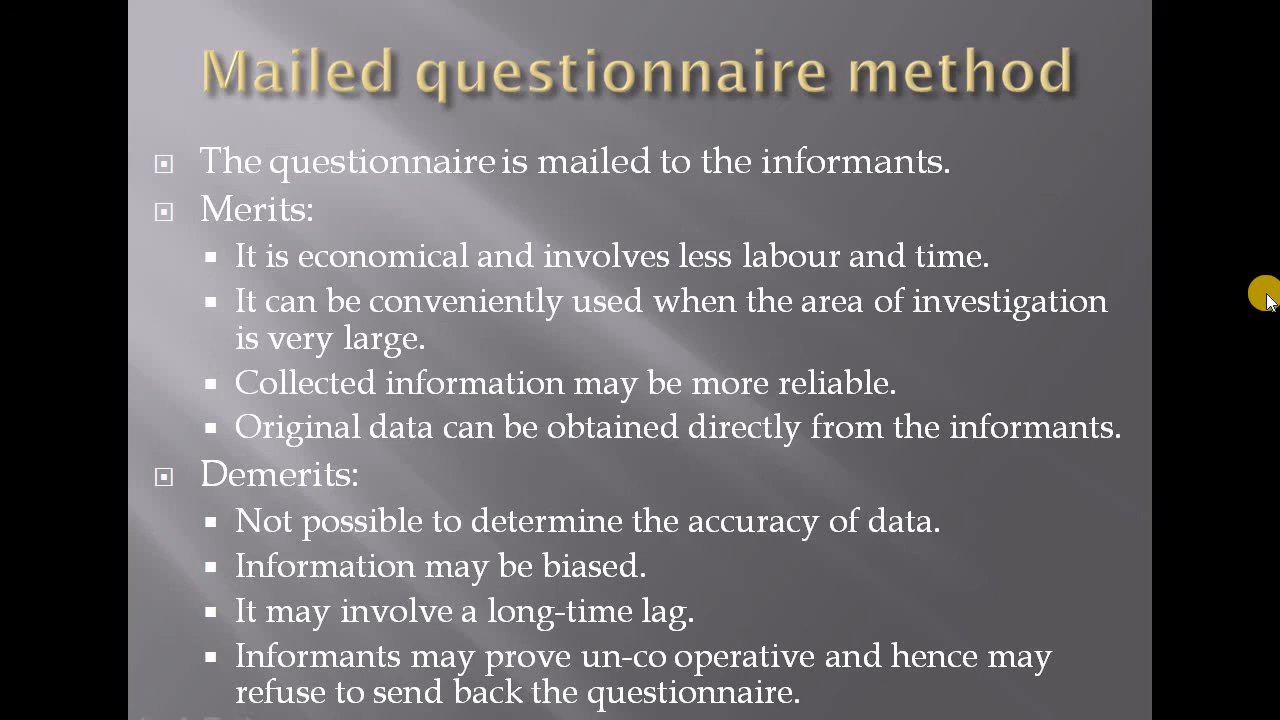 Mailed questionnaire method
The questionnaire is mailed to the informants.
Merits:
It is economical and involves less labour and time.
It can be conveniently used when the area of investigation
is very large.
Collected information may be more reliable.
Original data can be obtained directly from the informants.
Demerits:
Not possible to determine the accuracy of data.
Information may be biased.
It may involve a long-time lag.
Informants may prove un-co operative and hence may
refuse to send back the questionnaire.